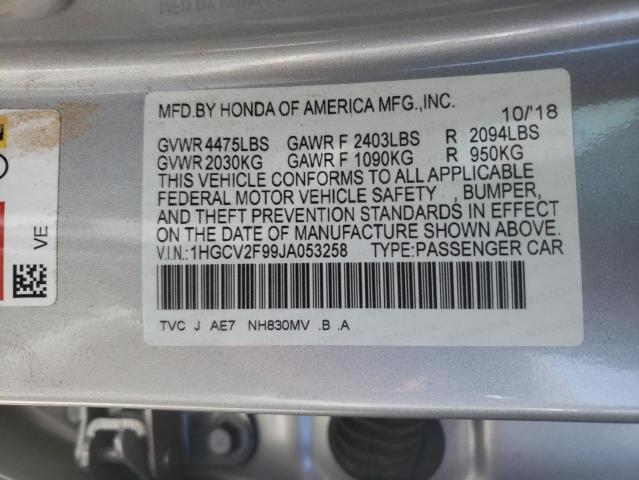 MFD.BY HONDA OF AMERICA MFG.,INC.
10/'18
GVWR 4475LBS GAWR F 2403LBS R 2094LBS
GVWR 2030KG GAWR F 1090KG R 950KG
THIS VEHICLE CONFORMS TO ALL APPLICABLE
FEDERAL MOTOR VEHICLE SAFETY , BUMPER,
AND THEFT PREVENTION STANDARDS IN EFFECT
ON THE DATE OF MANUFACTURE SHOWN ABOVE.
V.I.N.: 1HGCV2F99JA053258 TYPE:PASSENGER CAR
TVC J AE7 NH830MV .B .A
VE